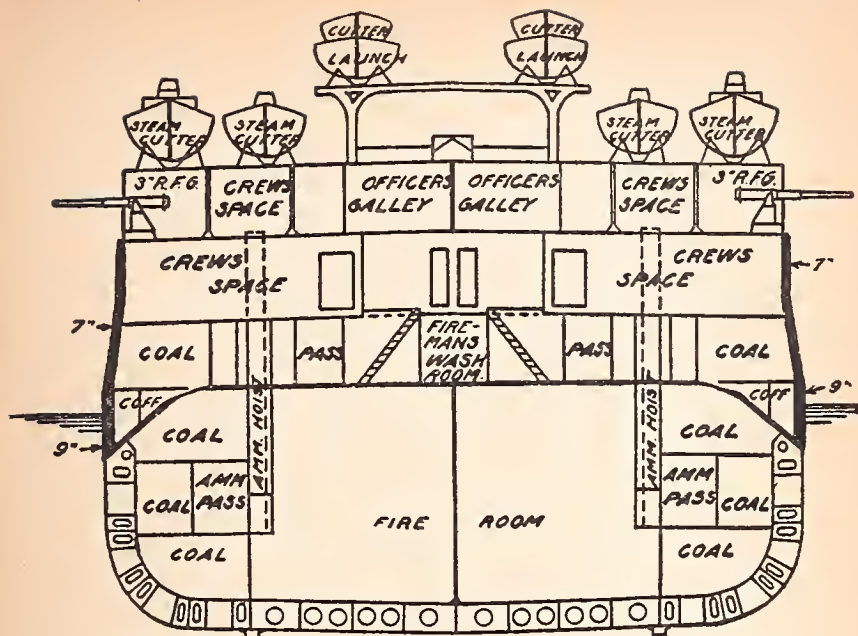 CUTTER
CUTTER
LAUNCH
LAUNCH
STEAM
CUTTER
STEAM
CUTTER
STEAM
CUTTER
STEAM
CUTTER
3" R.F.G.
CREWS
SPACE
OFFICERS
GALLEY
OFFICERS
GALLEY
CREWS
SPACE
3" R.F.G.
CREWS
SPACE
CREWS
SPACE
7"
7"
COAL
PASS
FIRE-
MANS
WASH
ROOM.
PASS
COAL
COFF
COFF
9"
9"
COAL
AMM. HOIST
AMM. HOIST
COAL
COAL
AMM
PASS
AMM
PASS
COAL
FIRE ROOM
COAL
COAL